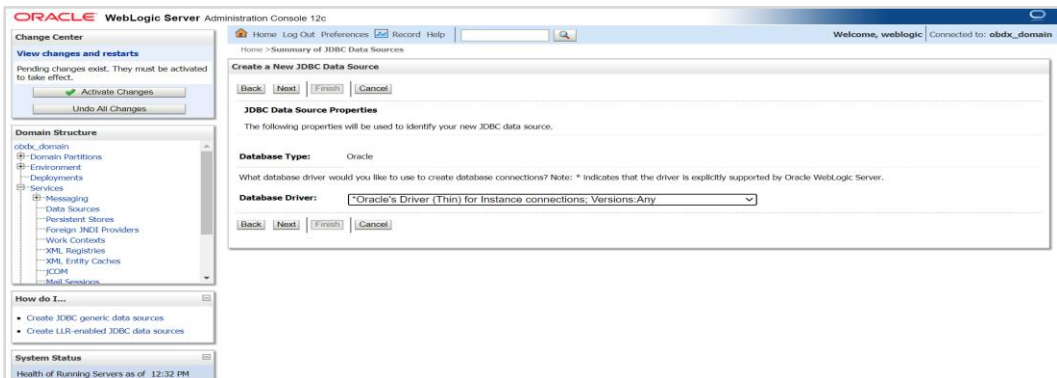 ORACLE WebLogic Server Administration Console 12c
Change Center
View changes and restarts
Pending changes exist. They must be activated
to take effect.
Activate Changes
Undo All Changes
Domain Structure
obdx_domain
Domain Partitions
Environment
Deployments
Services
Messaging
Data Sources
Persistent Stores
Foreign JNDI Providers
Work Contexts
XML Registries
XML Entity Caches
jCOM
Mail Sessions
How do I...
Create JDBC generic data sources
Create LLR-enabled JDBC data sources
System Status
Health of Running Servers as of 12:32 PM
Home Log Out Preferences Record Help
Welcome, weblogic Connected to: obdx_domain
Home >Summary of JDBC Data Sources
Create a New JDBC Data Source
Back Next Finish Cancel
JDBC Data Source Properties
The following properties will be used to identify your new JDBC data source.
Database Type: Oracle
What database driver would you like to use to create database connections? Note: * indicates that the driver is explicitly supported by Oracle WebLogic Server.
Database Driver: *Oracle's Driver (Thin) for Instance connections; Versions:Any
Back Next Finish Cancel